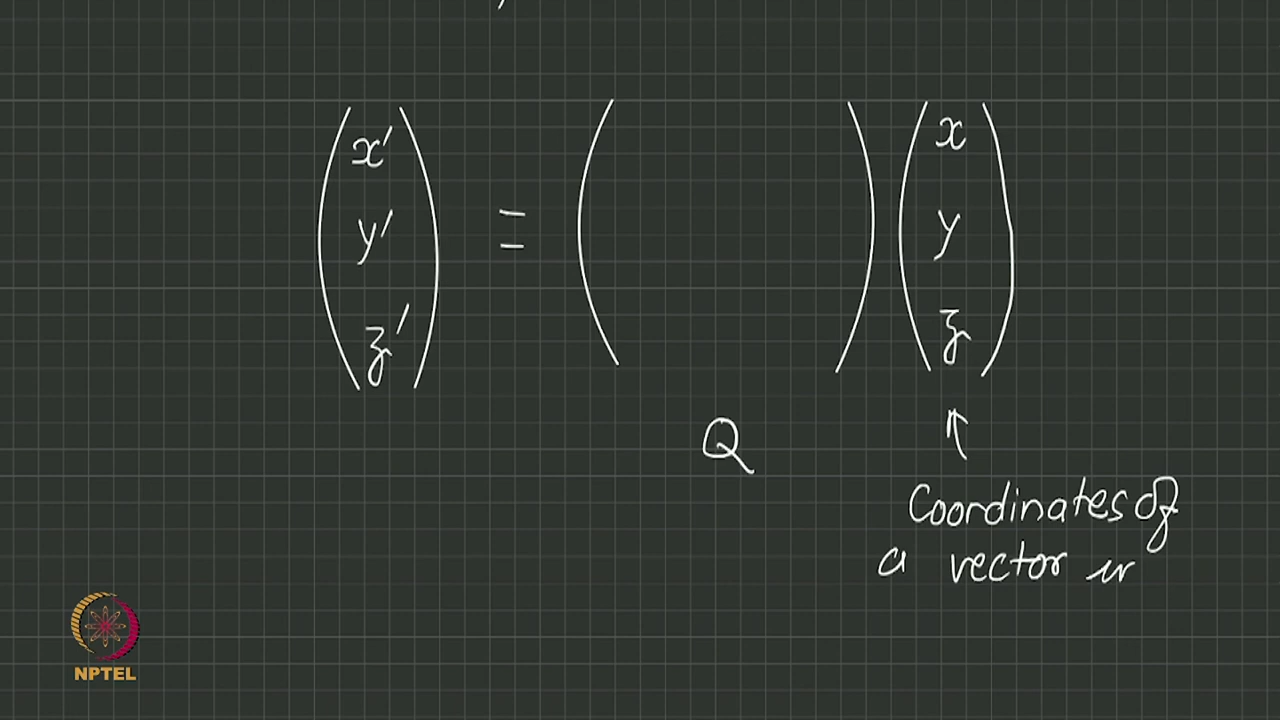 x′ = x
y′ y
z′ z
Q
Coordinates of
a vector in
NPTEL